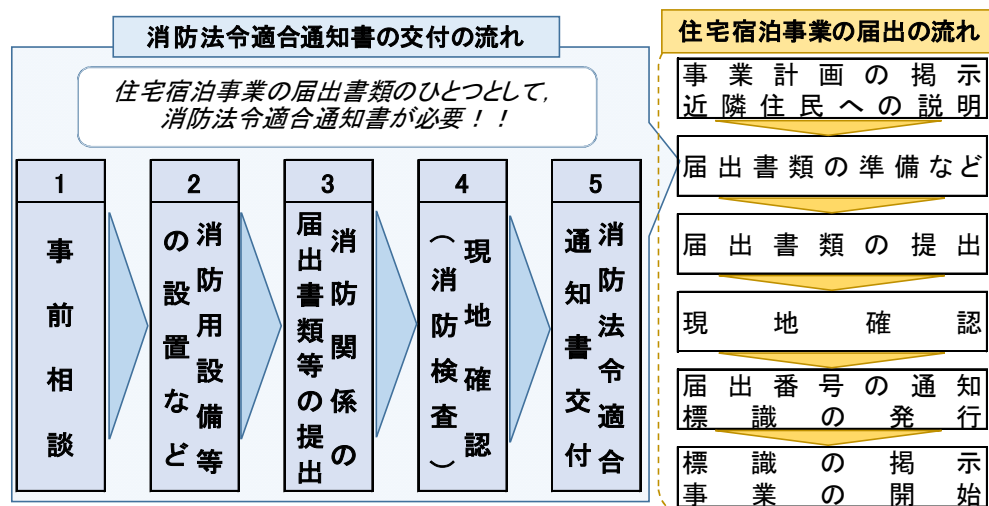 消防法令適合通知書の交付の流れ
住宅宿泊事業の届出書類のひとつとして,
消防法令適合通知書が必要！！
1
事前相談
2
消防用設備等
の設置など
3
消防関係の
届出書類等の提出
4
現地確認
（消防検査）
5
消防法令適合
通知書交付
住宅宿泊事業の届出の流れ
事業計画の掲示
近隣住民への説明
届出書類の準備など
届出書類の提出
現地確認
届出番号の通知
標識の発行
標識の掲示
事業の開始